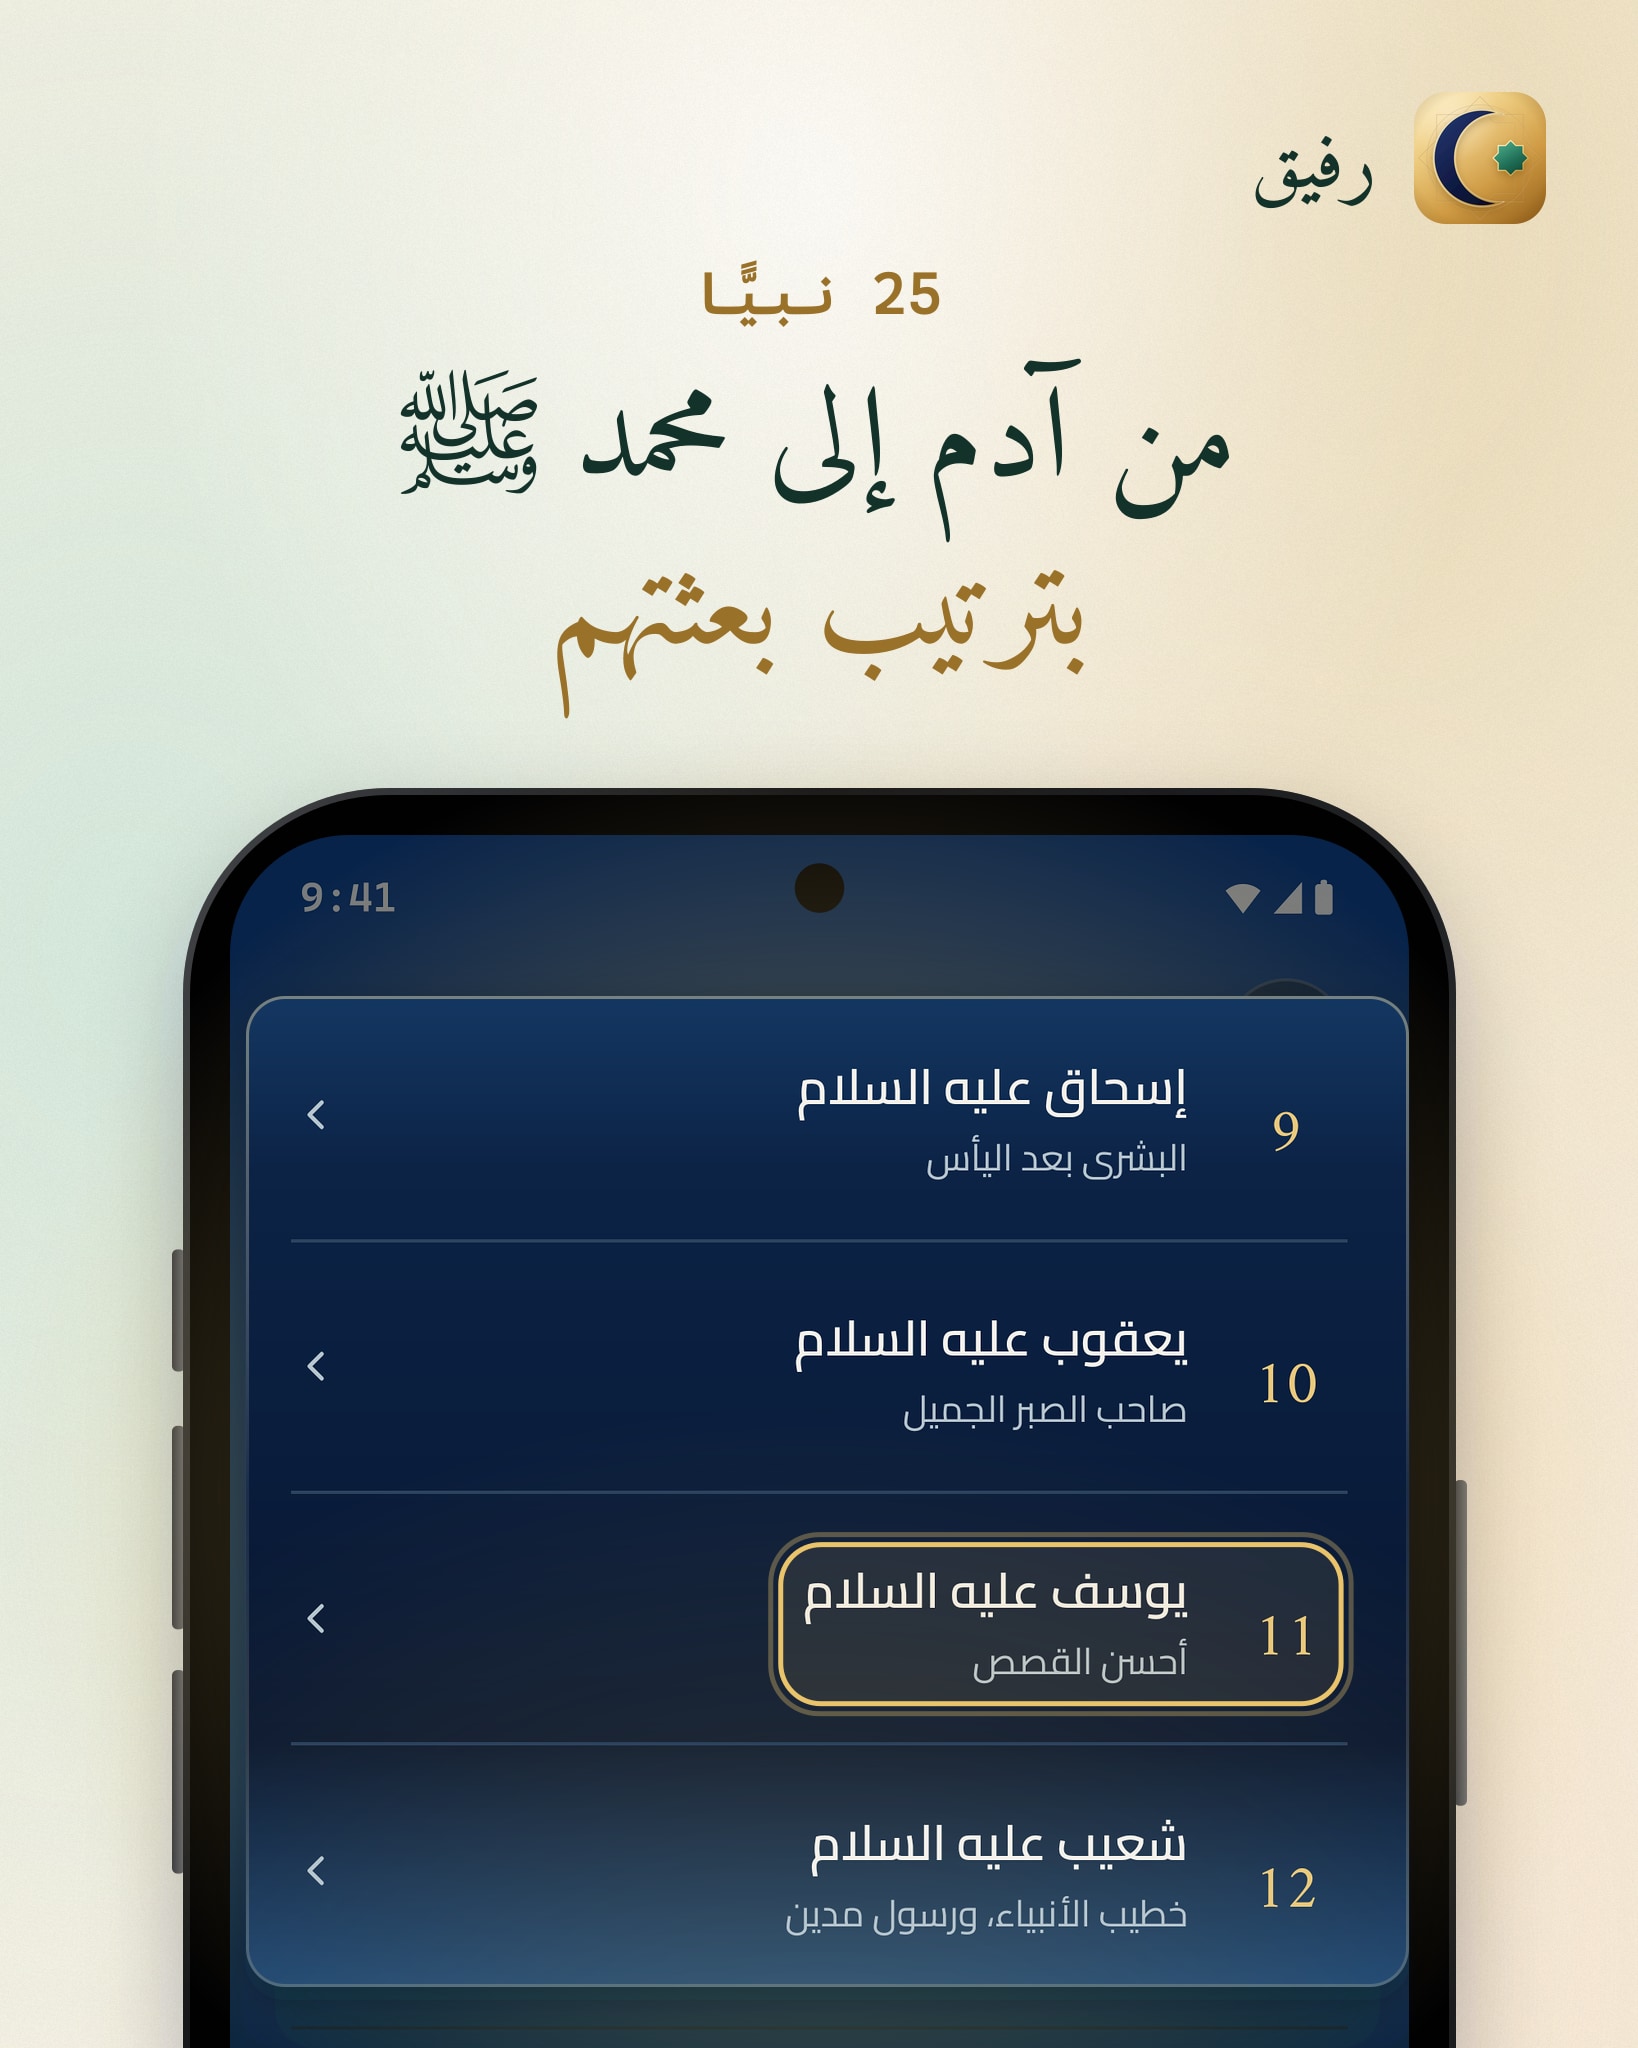 رفيق
25 نبيًّا
من آدم إلى محمد ﷺ
بترتيب بعثتهم
9:41
9
إسحاق عليه السلام
البشرى بعد اليأس
10
يعقوب عليه السلام
صاحب الصبر الجميل
11
يوسف عليه السلام
أحسن القصص
12
شعيب عليه السلام
خطيب الأنبياء، ورسول مدين